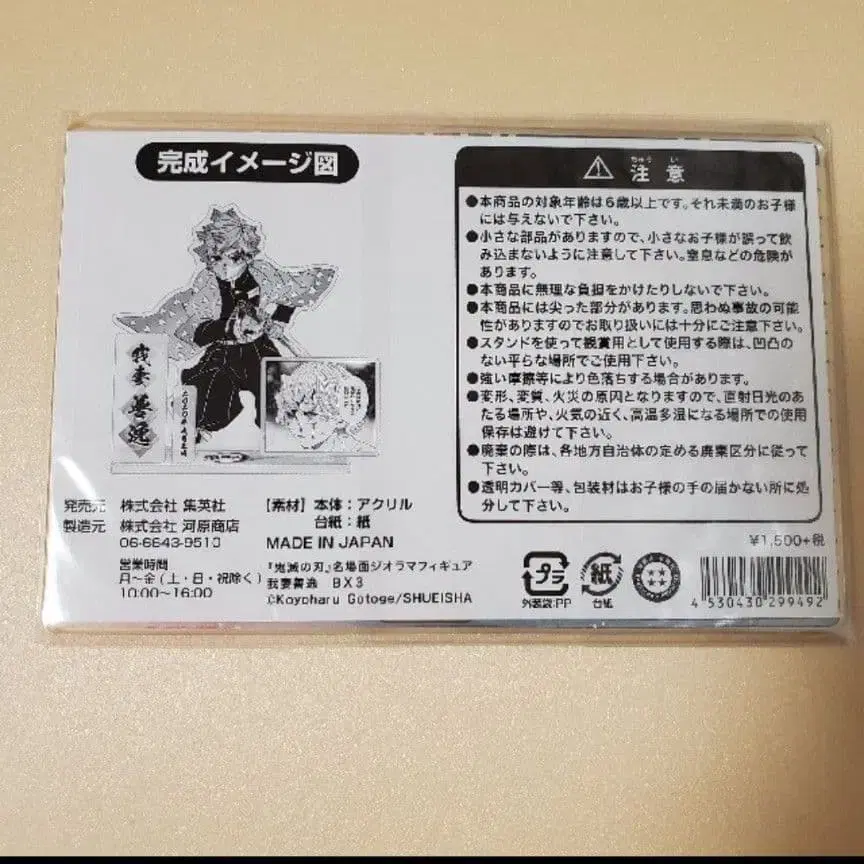 完成イメージ図
我妻
善逸
発売元 株式会社 集英社
製造元 株式会社 河原商店
06-6643-9510
営業時間
月〜金(土・日・祝除く)
10:00〜16:00
【素材】本体：アクリル
台紙：紙
MADE IN JAPAN
『鬼滅の刃』名場面ジオラマフィギュア
我妻善逸 BX3
©Koyoharu Gotoge/SHUEISHA
ちゅう い
⚠ 注意
●本商品の対象年齢は6歳以上です。それ未満のお子様
には与えないで下さい。
●小さな部品がありますので、小さなお子様が誤って飲
み込まないように注意して下さい。窒息などの危険が
あります。
●本商品に無理な負担をかけたりしないで下さい。
●本商品には尖った部分があります。思わぬ事故の可能
性がありますのでお取り扱いには十分にご注意下さい。
●スタンドを使って観賞用として使用する際は、凹凸の
ない平らな場所でご使用下さい。
●強い摩擦等により色落ちする場合があります。
●変形、変質、火災の原因となりますので、直射日光のあ
たる場所や、火気の近く、高温多湿になる場所での使用
保存は避けて下さい。
●廃棄の際は、各地方自治体の定める廃棄区分に従って
下さい。
●透明カバー等、包装材はお子様の手の届かない所に処
分して下さい。
¥1,500+税
プラ
外装袋:PP
紙
台紙
4 530430 299492